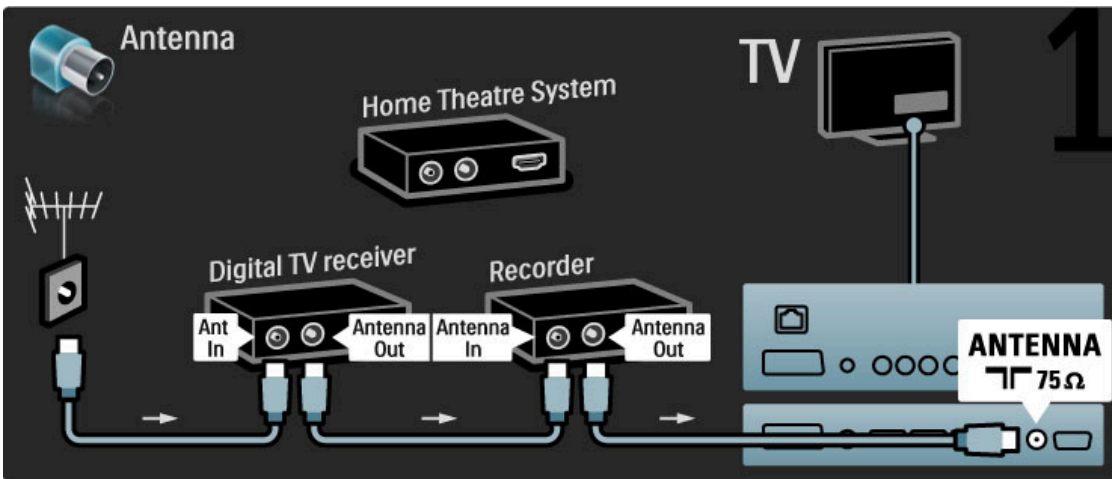 Antenna
TV
1
Home Theatre System
Digital TV receiver
Recorder
Ant
In
Antenna
Out
Antenna
In
Antenna
Out
ANTENNA
75Ω